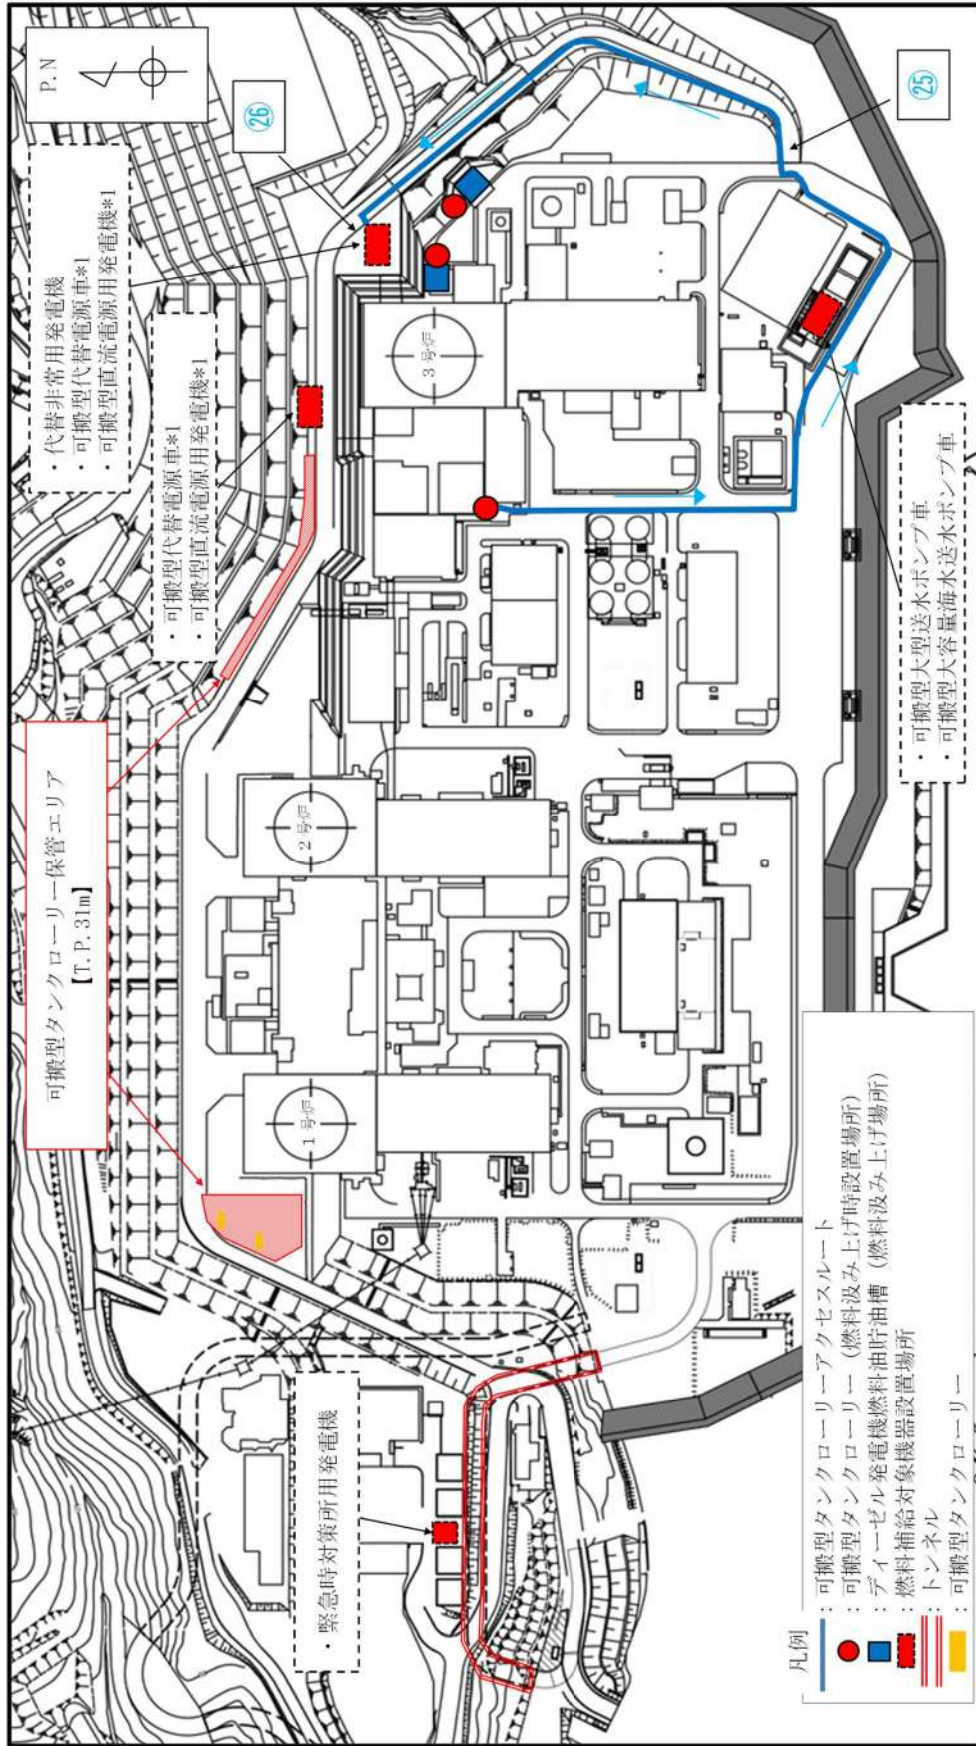 P.N
㉖
㉕
・代替非常用発電機
・可搬型代替電源車*1
・可搬型直流電源用発電機*1
・可搬型代替電源車*1
・可搬型直流電源用発電機*1
可搬型タンクローリー保管エリア
【T.P.31m】
・緊急時対策所用発電機
1号炉
2号炉
3号炉
・可搬型大型送水ポンプ車
・可搬型大容量海水送水ポンプ車
凡例
：可搬型タンクローリーアクセスルート
：可搬型タンクローリー（燃料汲み上げ時設置場所）
：ディーゼル発電機燃料油貯油槽（燃料汲み上げ場所）
：燃料補給対象機器設置場所
：トンネル
：可搬型タンクローリー